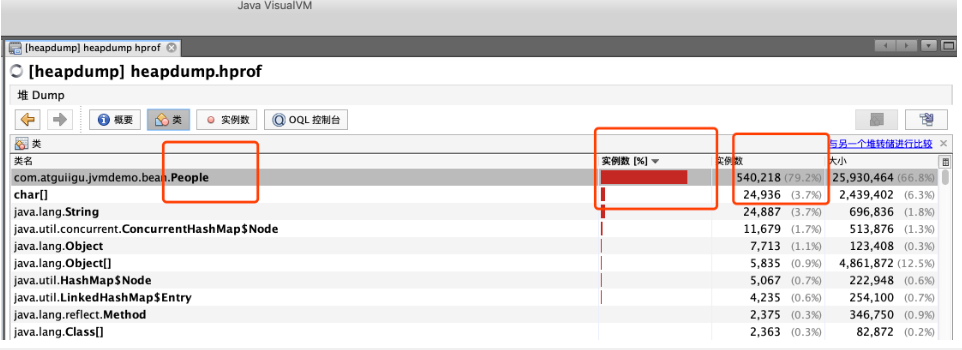 Java VisualVM
[heapdump] heapdump hprof
[heapdump] heapdump.hprof
堆 Dump
概要 类 实例数 OQL 控制台
类 与另一个堆转储进行比较
类名 实例数 [%] 实例数 大小
com.atguiigu.jvmdemo.bean.People 540,218 (79.2%) 25,930,464 (66.8%)
char[] 24,936 (3.7%) 2,439,402 (6.3%)
java.lang.String 24,887 (3.7%) 696,836 (1.8%)
java.util.concurrent.ConcurrentHashMap$Node 11,679 (1.7%) 513,876 (1.3%)
java.lang.Object 7,713 (1.1%) 123,408 (0.3%)
java.lang.Object[] 5,835 (0.9%) 4,861,872 (12.5%)
java.util.HashMap$Node 5,067 (0.7%) 222,948 (0.6%)
java.util.LinkedHashMap$Entry 4,235 (0.6%) 254,100 (0.7%)
java.lang.reflect.Method 2,375 (0.3%) 346,750 (0.9%)
java.lang.Class[] 2,363 (0.3%) 82,872 (0.2%)